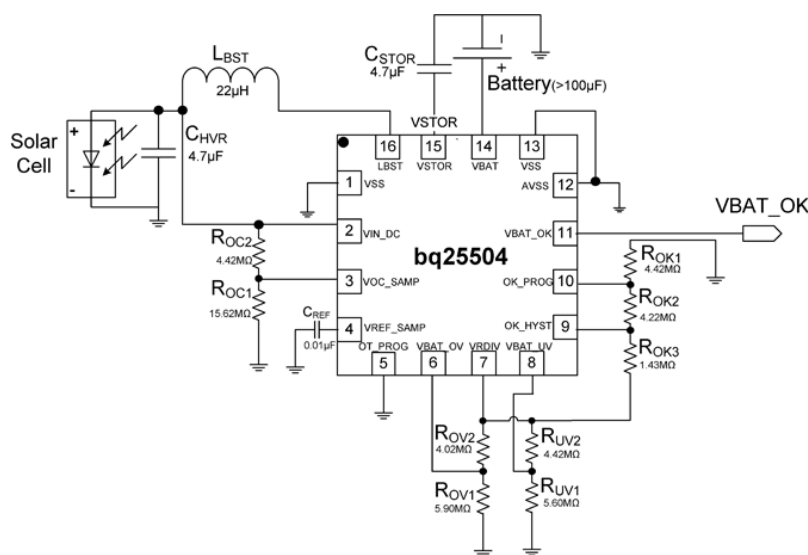 LBST
22µH
CSTOR
4.7µF
I
+
Battery(>100µF)
Solar
Cell
+
-
CHVR
4.7µF
VSTOR
16
15
14
13
LBST
VSTOR
VBAT
VSS
1
VSS
AVSS
12
VBAT_OK
2
VIN_DC
VBAT_OK
11
bq25504
ROC2
4.42MΩ
3
VOC_SAMP
OK_PROG
10
ROK1
4.42MΩ
ROC1
15.62MΩ
ROK2
4.22MΩ
CREF
0.01µF
4
VREF_SAMP
OK_HYST
9
ROK3
1.43MΩ
OT_PROG
VBAT_OV
VRDIV
VBAT_UV
5
6
7
8
ROV2
4.02MΩ
RUV2
4.42MΩ
ROV1
5.90MΩ
RUV1
5.60MΩ